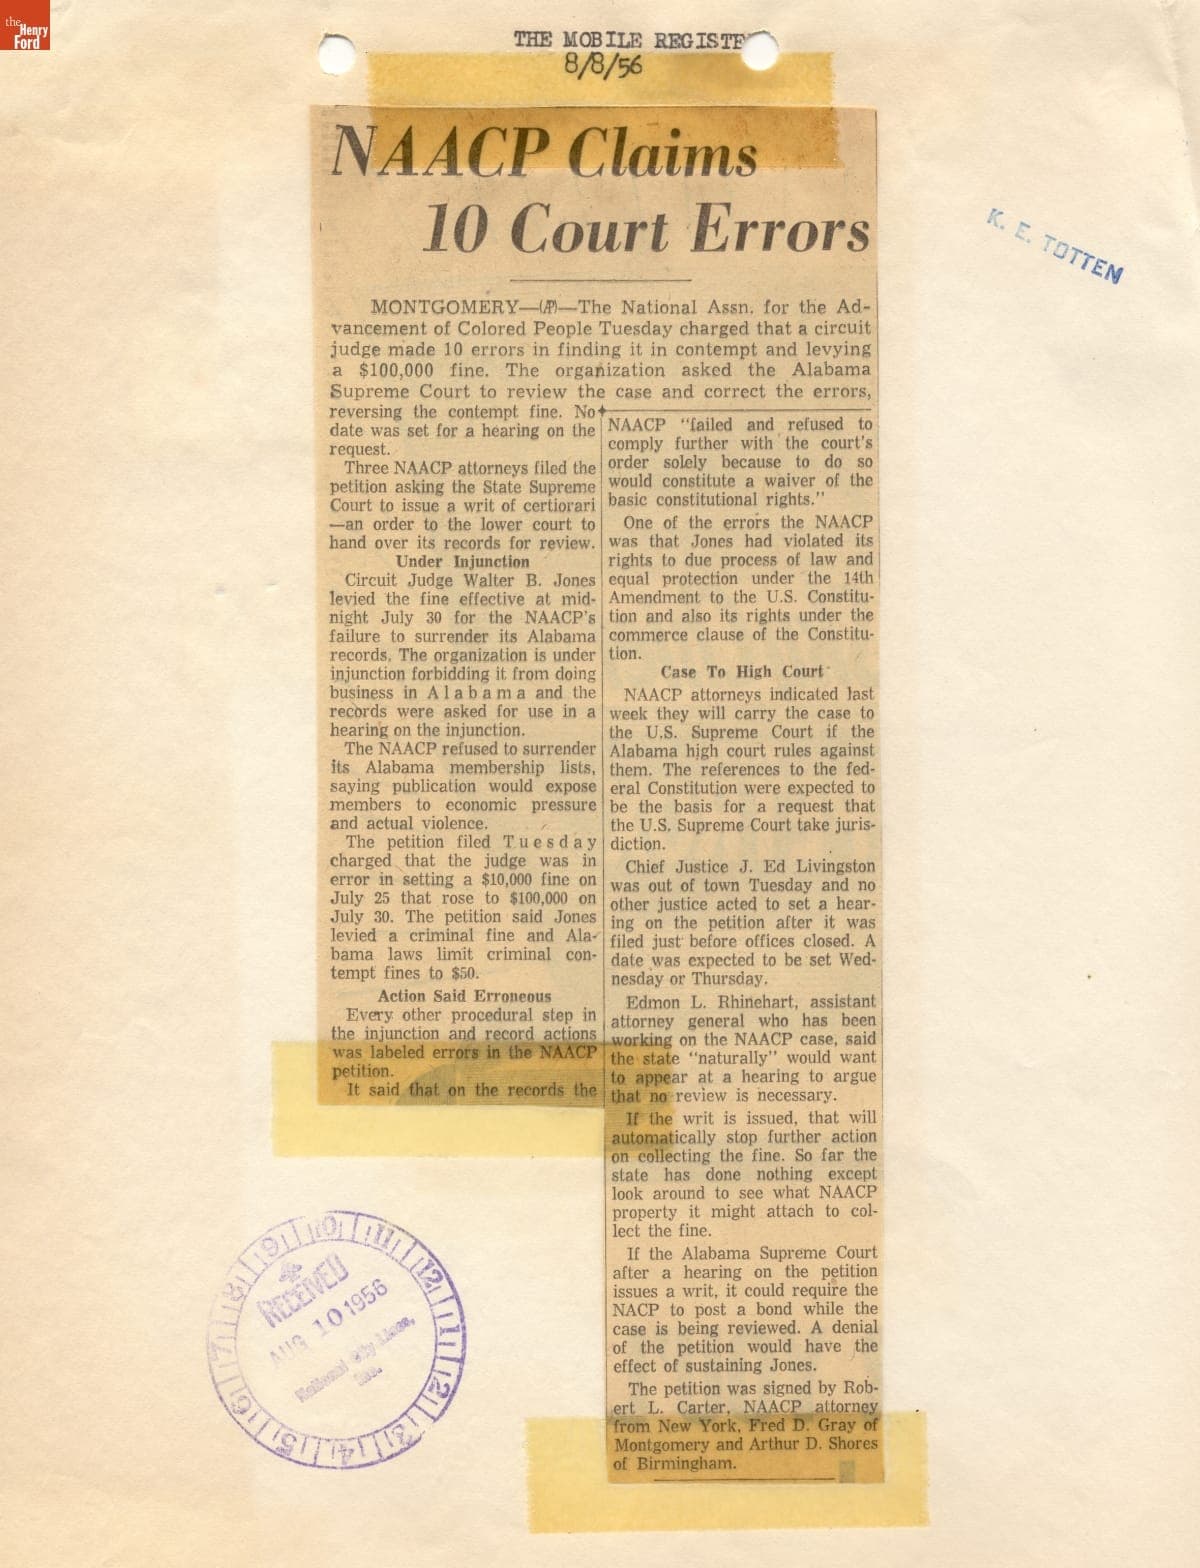 the
Henry
Ford
THE MOBILE REGISTE
8/8/56
NAACP Claims
10 Court Errors
K. E. TOTTEN
MONTGOMERY—(AP)—The National Assn. for the Ad-
vancement of Colored People Tuesday charged that a circuit
judge made 10 errors in finding it in contempt and levying
a $100,000 fine. The organization asked the Alabama
Supreme Court to review the case and correct the errors,
reversing the contempt fine. No
date was set for a hearing on the
request.
Three NAACP attorneys filed the
petition asking the State Supreme
Court to issue a writ of certiorari
—an order to the lower court to
hand over its records for review.
Under Injunction
Circuit Judge Walter B. Jones
levied the fine effective at mid-
night July 30 for the NAACP's
failure to surrender its Alabama
records. The organization is under
injunction forbidding it from doing
business in Alabama and the
records were asked for use in a
hearing on the injunction.
The NAACP refused to surrender
its Alabama membership lists,
saying publication would expose
members to economic pressure
and actual violence.
The petition filed Tuesday
charged that the judge was in
error in setting a $10,000 fine on
July 25 that rose to $100,000 on
July 30. The petition said Jones
levied a criminal fine and Ala-
bama laws limit criminal con-
tempt fines to $50.
Action Said Erroneous
Every other procedural step in
the injunction and record actions
was labeled errors in the NAACP
petition.
It said that on the records the
NAACP "failed and refused to
comply further with the court's
order solely because to do so
would constitute a waiver of the
basic constitutional rights."
One of the errors the NAACP
was that Jones had violated its
rights to due process of law and
equal protection under the 14th
Amendment to the U.S. Constitu-
tion and also its rights under the
commerce clause of the Constitu-
tion.
Case To High Court
NAACP attorneys indicated last
week they will carry the case to
the U.S. Supreme Court if the
Alabama high court rules against
them. The references to the fed-
eral Constitution were expected to
be the basis for a request that
the U.S. Supreme Court take juris-
diction.
Chief Justice J. Ed Livingston
was out of town Tuesday and no
other justice acted to set a hear-
ing on the petition after it was
filed just before offices closed. A
date was expected to be set Wed-
nesday or Thursday.
Edmon L. Rhinehart, assistant
attorney general who has been
working on the NAACP case, said
the state "naturally" would want
to appear at a hearing to argue
that no review is necessary.
If the writ is issued, that will
automatically stop further action
on collecting the fine. So far the
state has done nothing except
look around to see what NAACP
property it might attach to col-
lect the fine.
If the Alabama Supreme Court
after a hearing on the petition
issues a writ, it could require the
NACP to post a bond while the
case is being reviewed. A denial
of the petition would have the
effect of sustaining Jones.
The petition was signed by Rob-
ert L. Carter, NAACP attorney
from New York, Fred D. Gray of
Montgomery and Arthur D. Shores
of Birmingham.
7 8 9 10 11 12 1 2 3 4 5 6
RECEIVED
AUG 10 1956
National City Lines,
Inc.